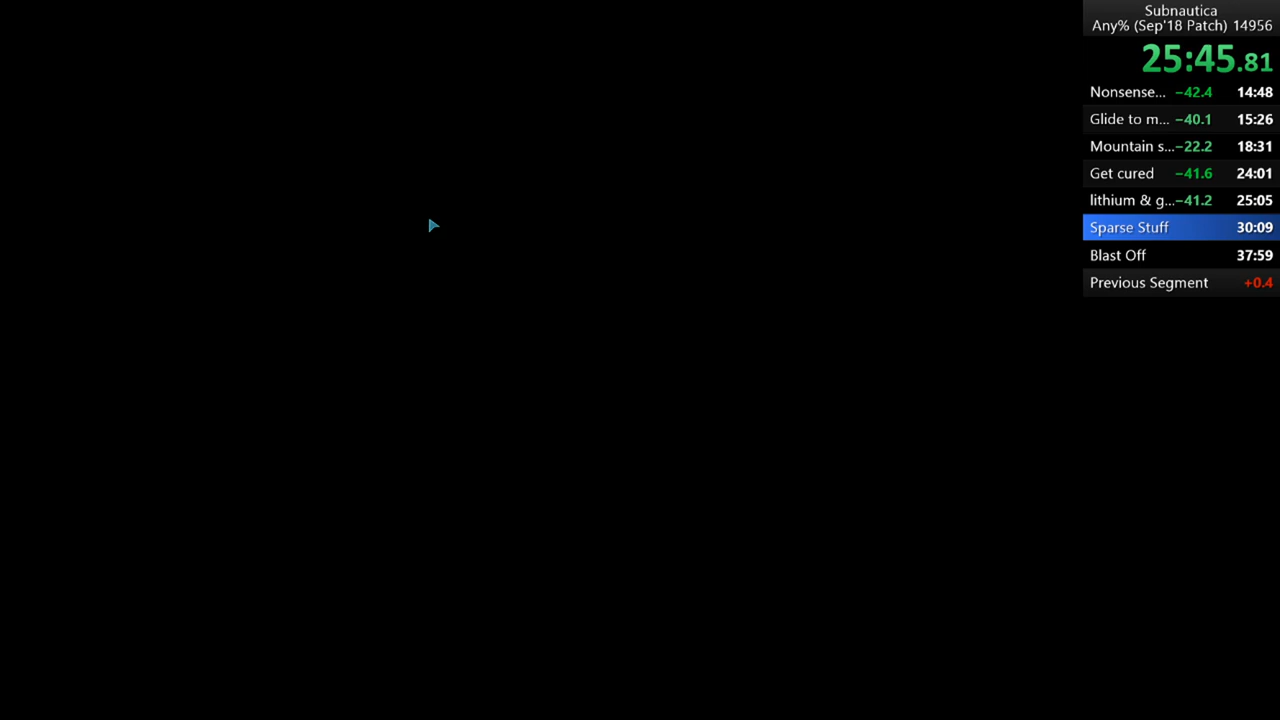 Subnautica
Any% (Sep'18 Patch) 14956
25:45.81
Nonsense... −42.4 14:48
Glide to m... −40.1 15:26
Mountain s... −22.2 18:31
Get cured −41.6 24:01
lithium & g... −41.2 25:05
Sparse Stuff 30:09
Blast Off 37:59
Previous Segment +0.4